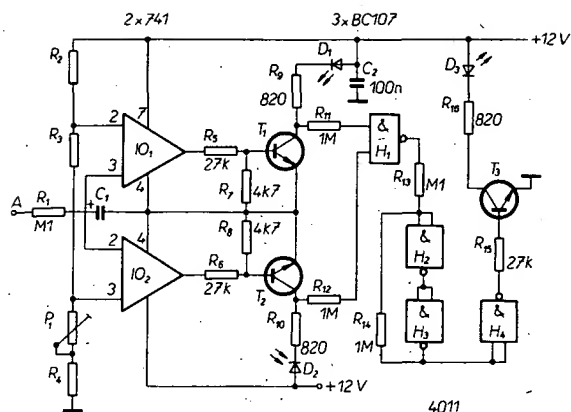 2×741
3×BC107
+12 V
R2
R9
820
D1
C2
100n
D3
R16
820
2
7
IO1
3
4
R3
R5
27k
T1
R11
1M
&
H1
R7
4k7
R13
M1
T3
A
R1
M1
+
C1
R8
4k7
&
H2
R15
27k
2
4
IO2
3
R6
27k
T2
R12
1M
R14
1M
&
H3
&
H4
P1
R10
820
D2
R4
+12 V
4011